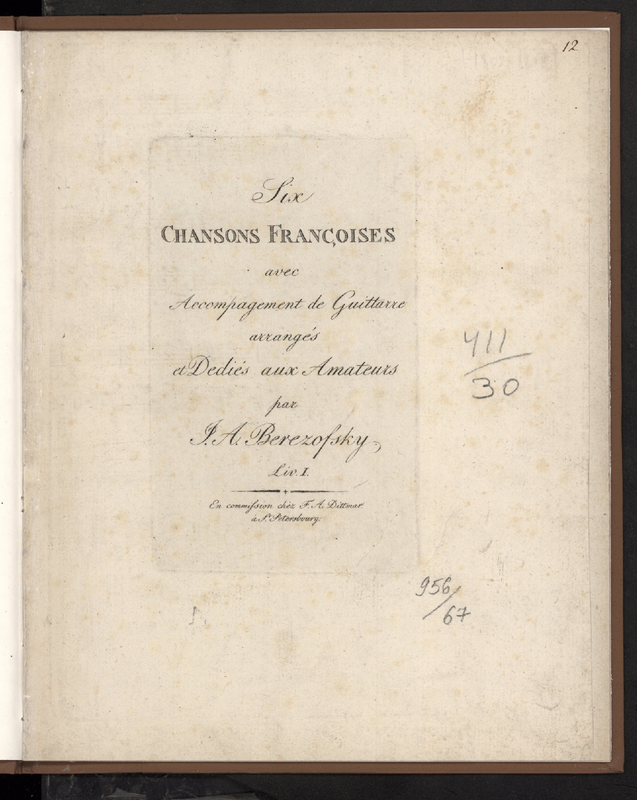 12
Six
CHANSONS FRANÇOISES
avec
Accompagement de Guittarre
arrangés
et Dediés aux Amateurs
par
J. A. Berezofsky,
Liv. I.
En commission chéz F. A. Dittmar
à St. Petersbourg.
411/30
956/67